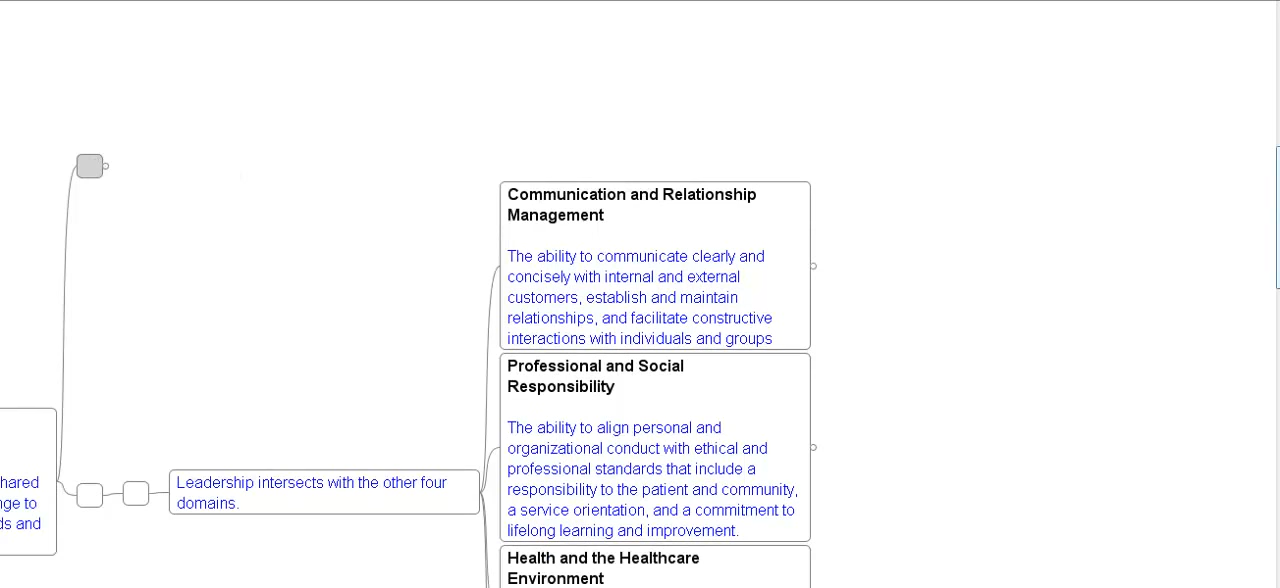 Communication and Relationship
Management
The ability to communicate clearly and
concisely with internal and external
customers, establish and maintain
relationships, and facilitate constructive
interactions with individuals and groups
Professional and Social
Responsibility
The ability to align personal and
organizational conduct with ethical and
professional standards that include a
responsibility to the patient and community,
a service orientation, and a commitment to
lifelong learning and improvement.
Health and the Healthcare
Environment
Leadership intersects with the other four
domains.
hared
nge to
ds and